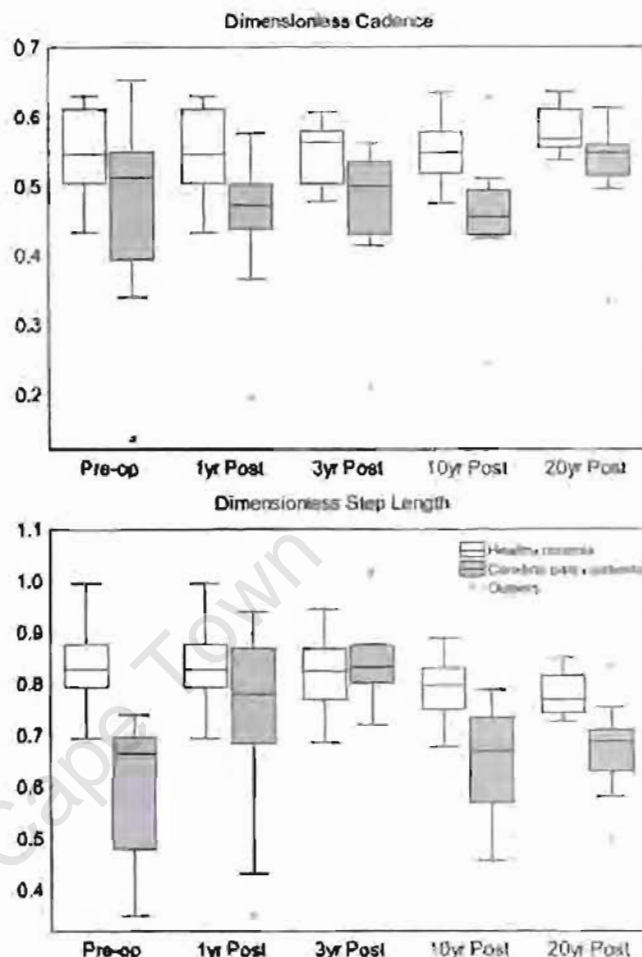 Dimensionless Cadence
0.7
0.6
0.5
0.4
0.3
0.2
Pre-op 1yr Post 3yr Post 10yr Post 20yr Post
Dimensionless Step Length
1.1
1.0
0.9
0.8
0.7
0.6
0.5
0.4
Healthy
Outliers
Pre-op 1yr Post 3yr Post 10yr Post 20yr Post
Cape Town